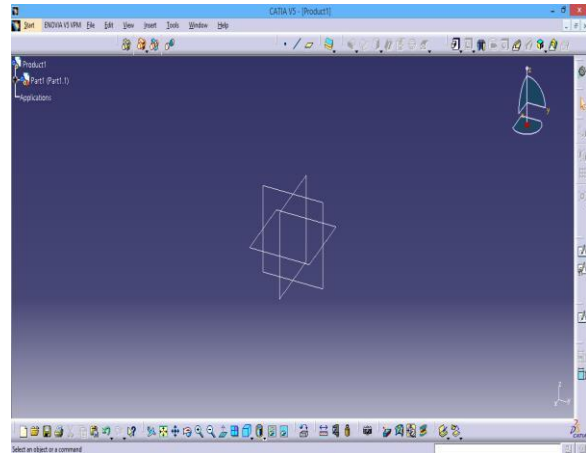 CATIA V5 - [Product1]
Start ENOVIA V5 VPM File Edit View Insert Tools Window Help
Product1
Part1 (Part1.1)
Applications
z
Select an object or a command